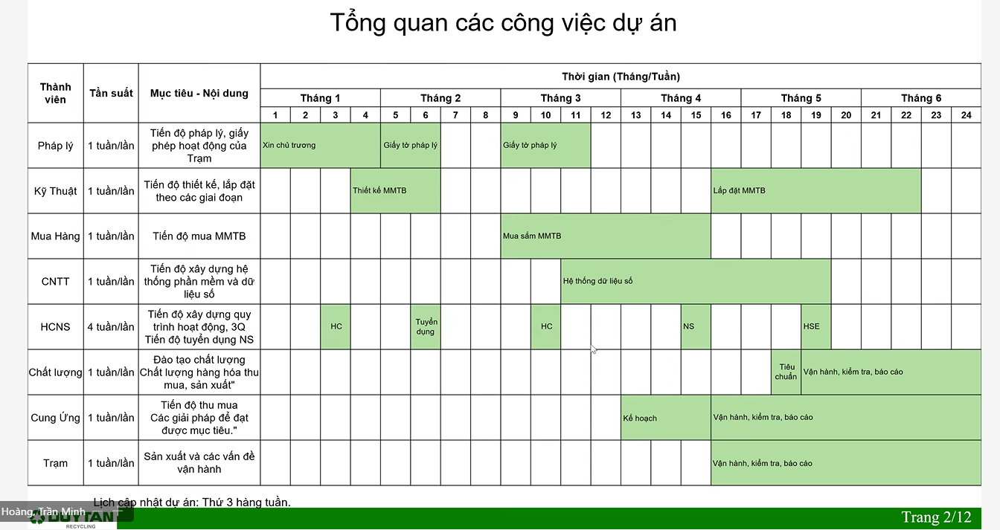 Tổng quan các công việc dự án
Thành
viên
Tần suất
Mục tiêu - Nội dung
Thời gian (Tháng/Tuần)
Tháng 1 Tháng 2 Tháng 3 Tháng 4 Tháng 5 Tháng 6
1 2 3 4 5 6 7 8 9 10 11 12 13 14 15 16 17 18 19 20 21 22 23 24
Pháp lý
1 tuần/lần
Tiến độ pháp lý, giấy
phép hoạt động của
Trạm
Xin chủ trương
Giấy tờ pháp lý
Giấy tờ pháp lý
Kỹ Thuật
1 tuần/lần
Tiến độ thiết kế, lắp đặt
theo các giai đoạn
Thiết kế MMTB
Lắp đặt MMTB
Mua Hàng
1 tuần/lần
Tiến độ mua MMTB
Mua sắm MMTB
CNTT
1 tuần/lần
Tiến độ xây dựng hệ
thống phần mềm và dữ
liệu số
Hệ thống dữ liệu số
HCNS
4 tuần/lần
Tiến độ xây dựng quy
trình hoạt động, 3Q
Tiến độ tuyển dụng NS
HC
Tuyển
dụng
HC
NS
HSE
Chất lượng
1 tuần/lần
Đào tạo chất lượng
Chất lượng hàng hóa thu
mua, sản xuất"
Tiêu
chuẩn
Vận hành, kiểm tra, báo cáo
Cung Ứng
1 tuần/lần
Tiến độ thu mua
Các giải pháp để đạt
được mục tiêu."
Kế hoạch
Vận hành, kiểm tra, báo cáo
Trạm
1 tuần/lần
Sản xuất và các vấn đề
vận hành
Vận hành, kiểm tra, báo cáo
Lịch cập nhật dự án: Thứ 3 hàng tuần.
Hoàng, Trần Minh
DUYTAN
RECYCLING
Trang 2/12